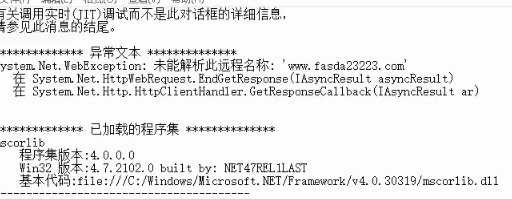 有关调用实时(JIT)调试而不是此对话框的详细信息,
请参见此消息的结尾。
************* 异常文本 **************
ystem.Net.WebException: 未能解析此远程名称: 'www.fasda23223.com'
在 System.Net.HttpWebRequest.EndGetResponse(IAsyncResult asyncResult)
在 System.Net.Http.HttpClientHandler.GetResponseCallback(IAsyncResult ar)
************* 已加载的程序集 **************
scorlib
程序集版本:4.0.0.0
Win32 版本:4.7.2102.0 built by: NET47REL1LAST
基本代码:file:///C:/Windows/Microsoft.NET/Framework/v4.0.30319/mscorlib.dll
----------------------------------------